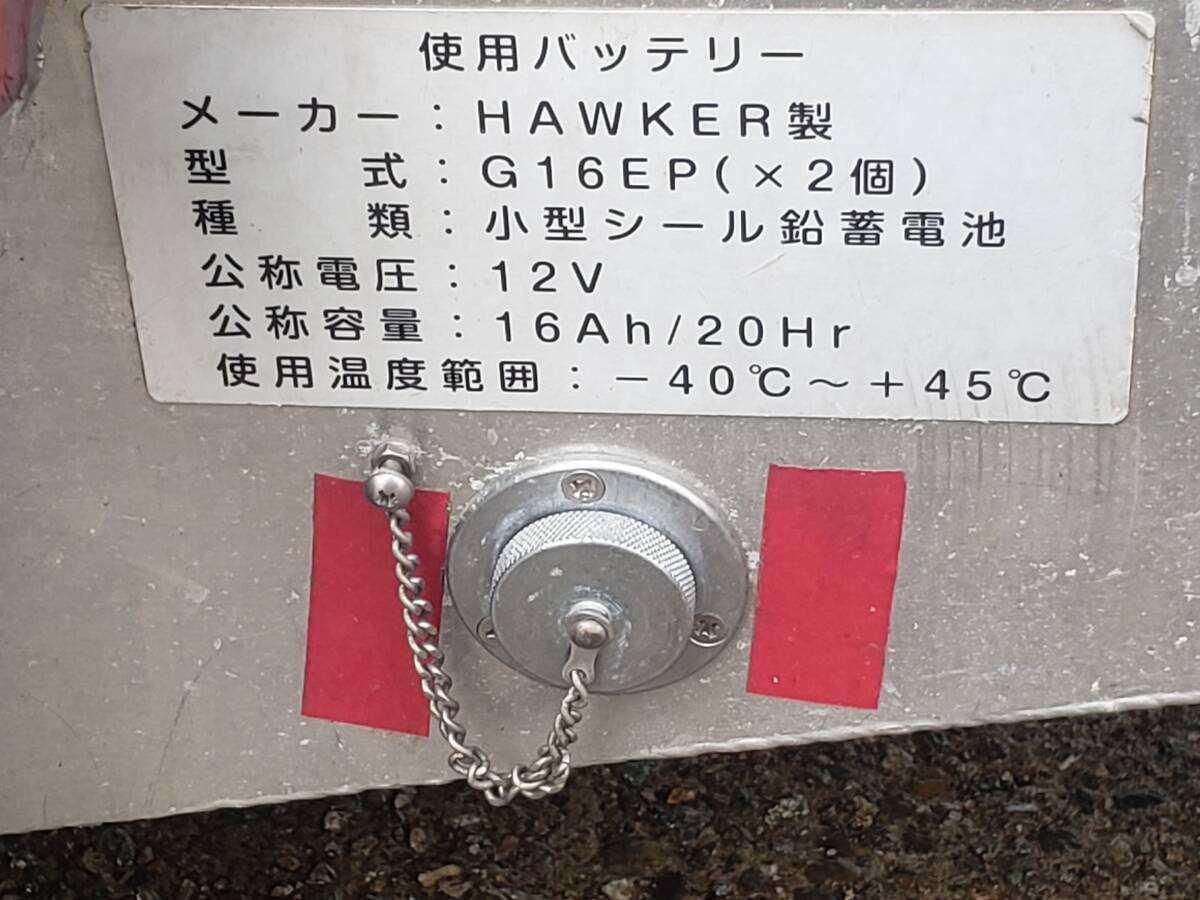 使用バッテリー
メーカー：HAWKER製
型式：G16EP(×2個)
種類：小型シール鉛蓄電池
公称電圧：12V
公称容量：16Ah/20Hr
使用温度範囲：－40℃～＋45℃